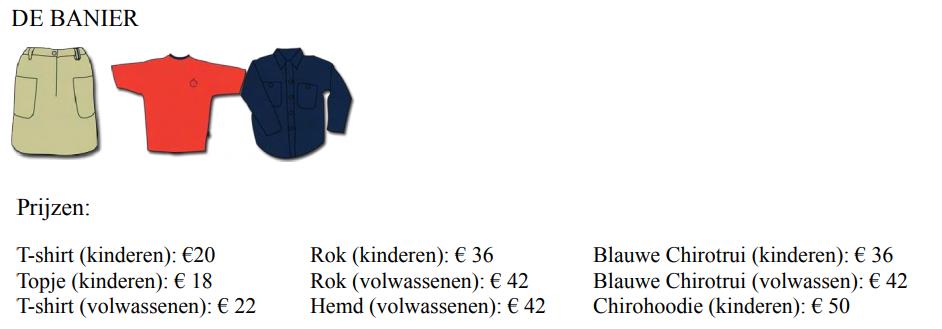 DE BANIER
Prijzen:
T-shirt (kinderen): €20
Topje (kinderen): € 18
T-shirt (volwassenen): € 22
Rok (kinderen): € 36
Rok (volwassenen): € 42
Hemd (volwassenen): € 42
Blauwe Chirotrui (kinderen): € 36
Blauwe Chirotrui (volwassen): € 42
Chirohoodie (kinderen): € 50